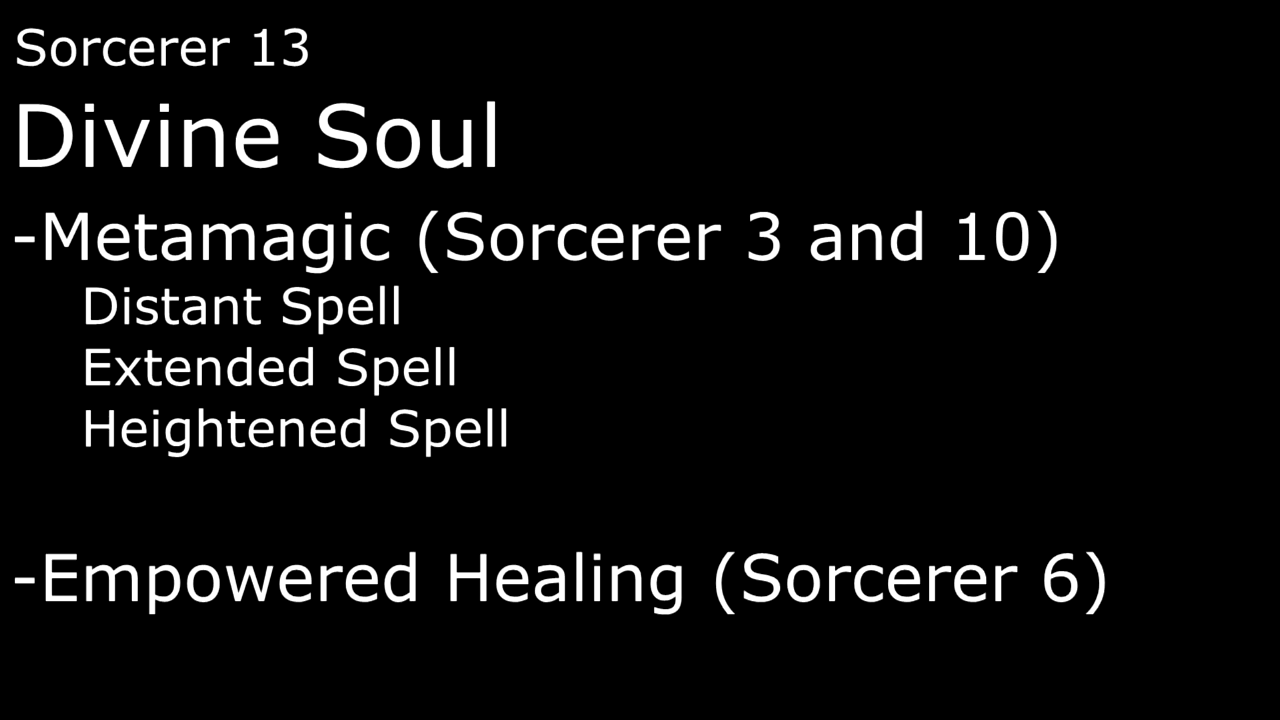 Sorcerer 13
Divine Soul
-Metamagic (Sorcerer 3 and 10)
Distant Spell
Extended Spell
Heightened Spell
-Empowered Healing (Sorcerer 6)